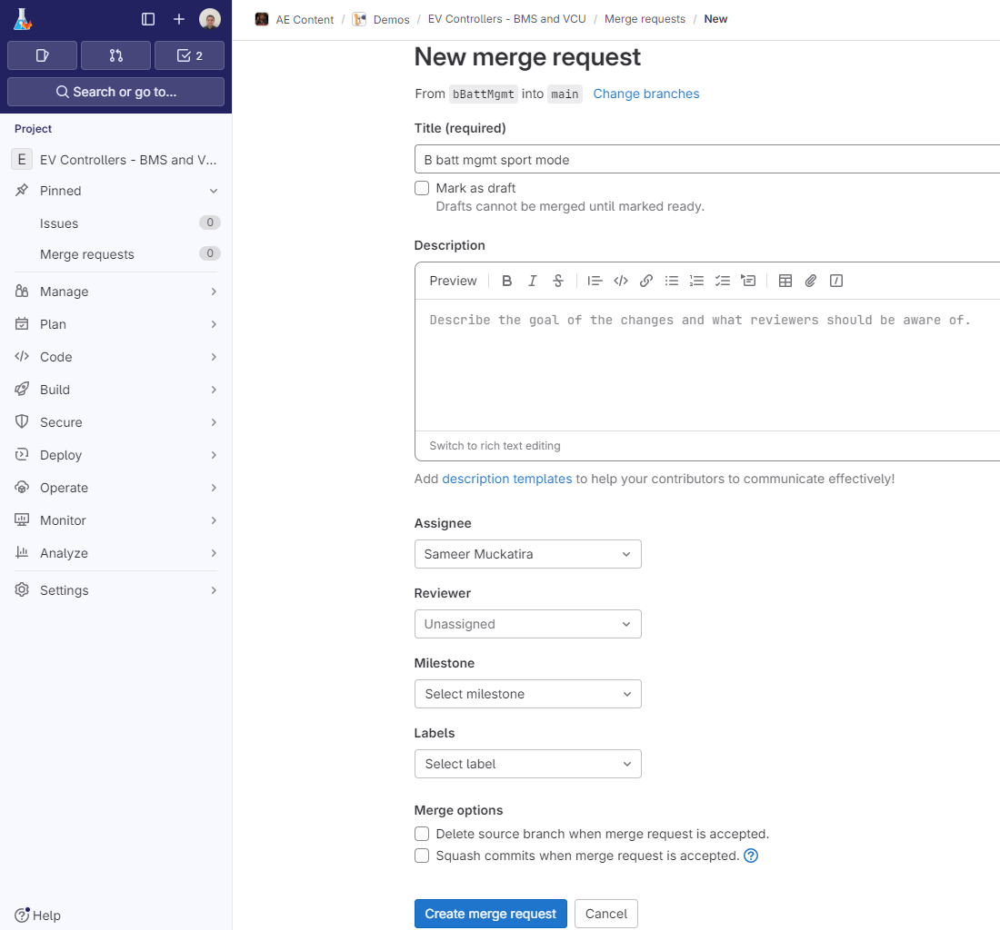 AE Content / Demos / EV Controllers - BMS and VCU / Merge requests / New
2
Search or go to...
Project
E EV Controllers - BMS and V...
Pinned
Issues 0
Merge requests 0
Manage
Plan
Code
Build
Secure
Deploy
Operate
Monitor
Analyze
Settings
Help
New merge request
From bBattMgmt into main Change branches
Title (required)
B batt mgmt sport mode
Mark as draft
Drafts cannot be merged until marked ready.
Description
Preview
Describe the goal of the changes and what reviewers should be aware of.
Switch to rich text editing
Add description templates to help your contributors to communicate effectively!
Assignee
Sameer Muckatira
Reviewer
Unassigned
Milestone
Select milestone
Labels
Select label
Merge options
Delete source branch when merge request is accepted.
Squash commits when merge request is accepted.
Create merge request Cancel